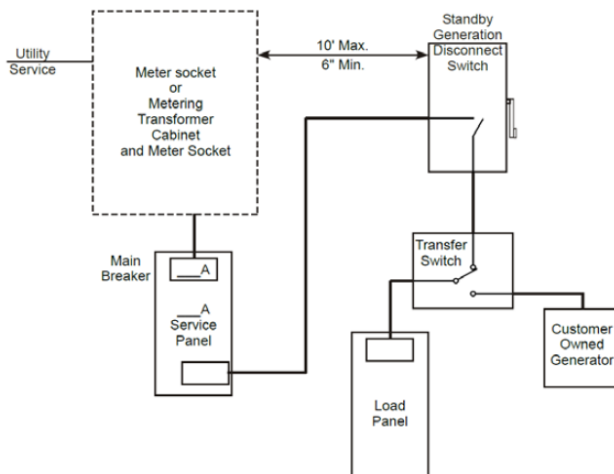 Utility
Service
Meter socket
or
Metering
Transformer
Cabinet
and Meter Socket
10' Max.
6" Min.
Standby
Generation
Disconnect
Switch
Main
Breaker
___A
___A
Service
Panel
Transfer
Switch
Load
Panel
Customer
Owned
Generator